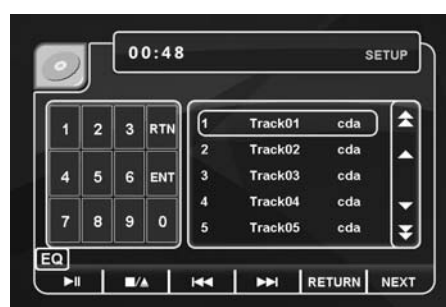 00:48 SETUP
1 2 3 RTN
4 5 6 ENT
7 8 9 0
1 Track01 cda
2 Track02 cda
3 Track03 cda
4 Track04 cda
5 Track05 cda
EQ
RETURN NEXT